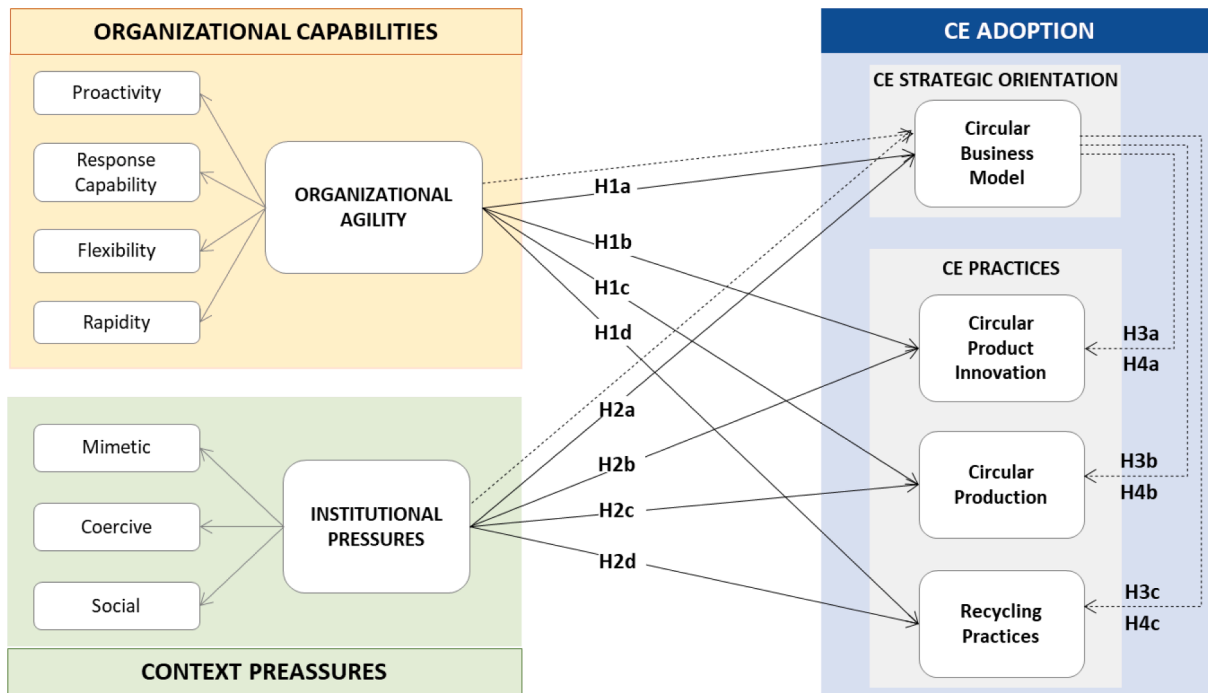 ORGANIZATIONAL CAPABILITIES
Proactivity
Response
Capability
Flexibility
Rapidity
ORGANIZATIONAL
AGILITY
Mimetic
Coercive
Social
INSTITUTIONAL
PRESSURES
CONTEXT PREASSURES
H1a
H1b
H1c
H1d
H2a
H2b
H2c
H2d
CE ADOPTION
CE STRATEGIC ORIENTATION
Circular
Business
Model
CE PRACTICES
Circular
Product
Innovation
Circular
Production
Recycling
Practices
H3a
H4a
H3b
H4b
H3c
H4c